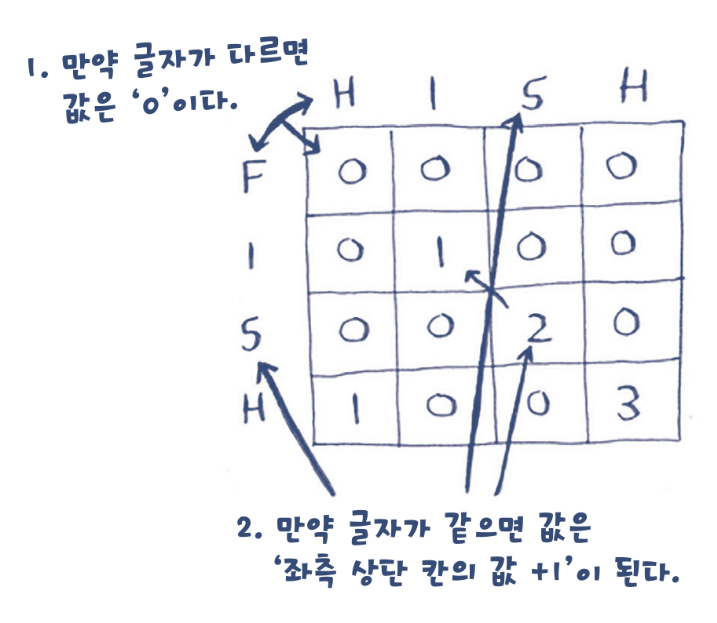 1. 만약 글자가 다르면
값은 '0'이다.
H I S H
F 0 0 0 0
I 0 1 0 0
S 0 0 2 0
H 1 0 0 3
2. 만약 글자가 같으면 값은
'좌측 상단 칸의 값 +1'이 된다.